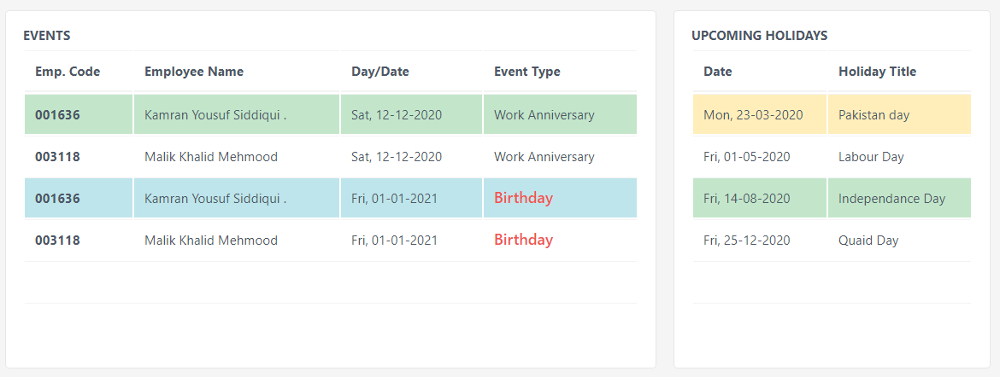 EVENTS
Emp. Code Employee Name Day/Date Event Type
001636 Kamran Yousuf Siddiqui . Sat, 12-12-2020 Work Anniversary
003118 Malik Khalid Mehmood Sat, 12-12-2020 Work Anniversary
001636 Kamran Yousuf Siddiqui . Fri, 01-01-2021 Birthday
003118 Malik Khalid Mehmood Fri, 01-01-2021 Birthday
UPCOMING HOLIDAYS
Date Holiday Title
Mon, 23-03-2020 Pakistan day
Fri, 01-05-2020 Labour Day
Fri, 14-08-2020 Independance Day
Fri, 25-12-2020 Quaid Day